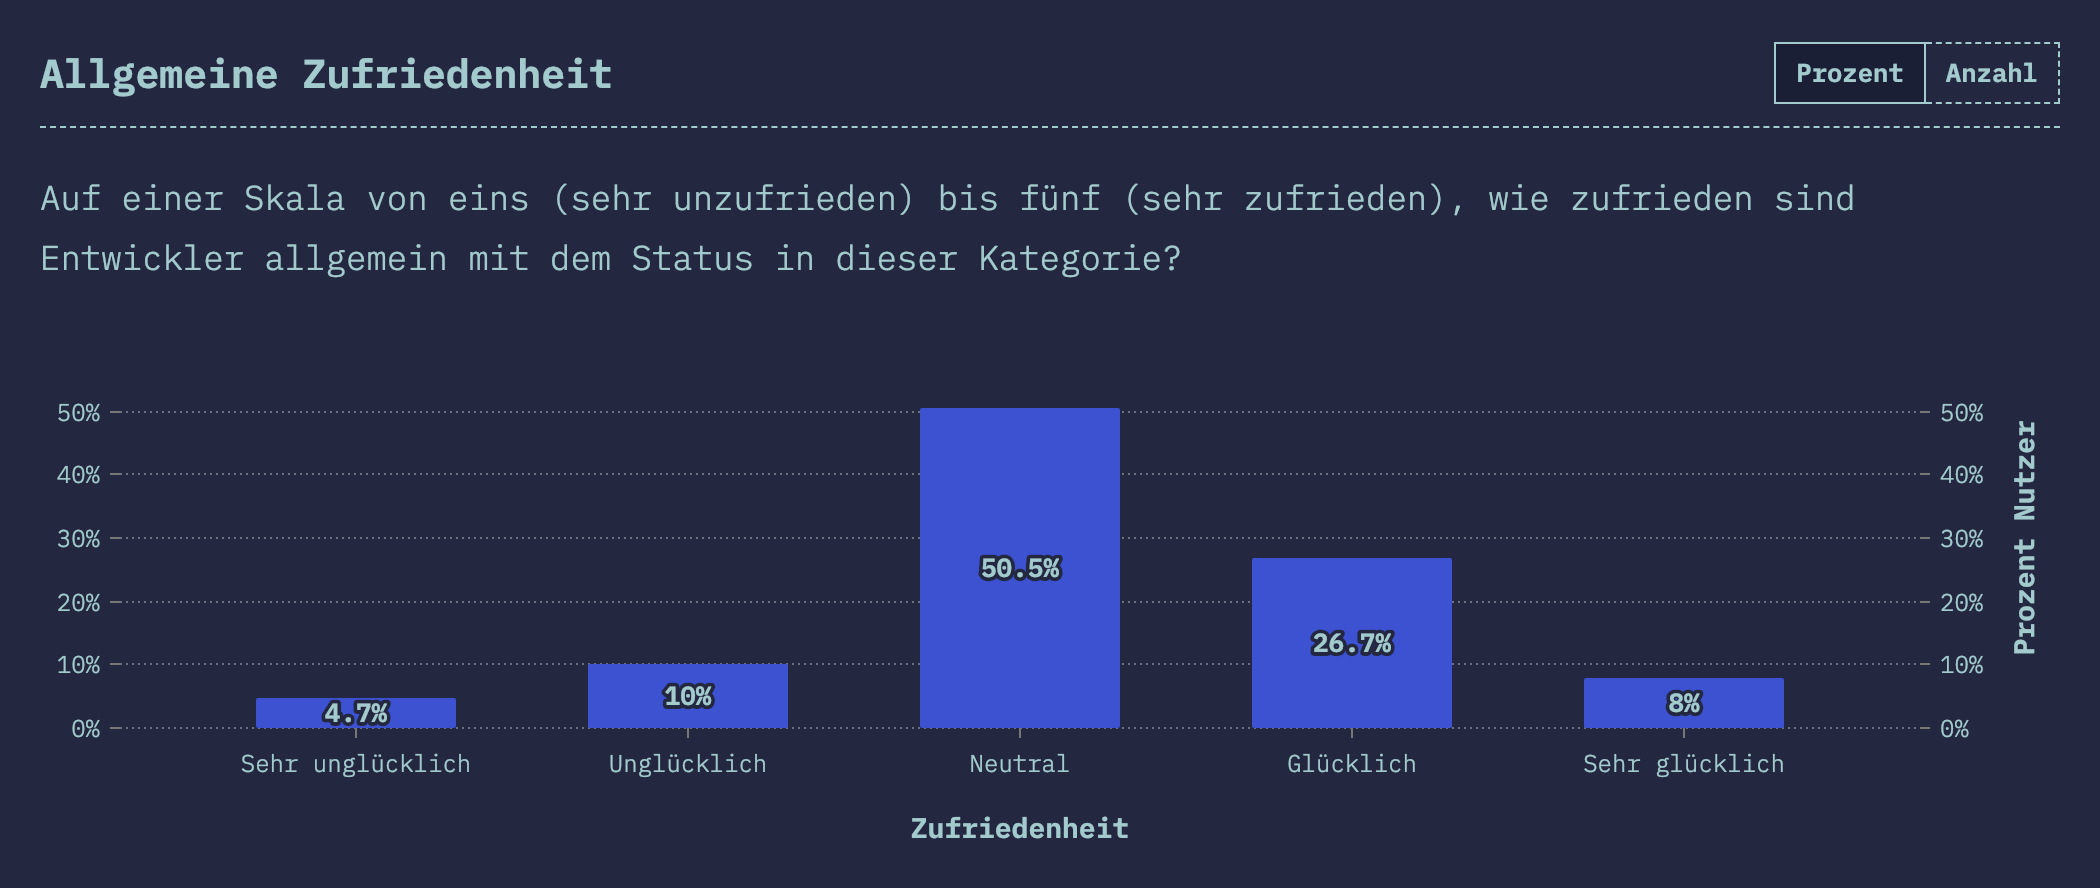 Allgemeine Zufriedenheit
Prozent
Anzahl
Auf einer Skala von eins (sehr unzufrieden) bis fünf (sehr zufrieden), wie zufrieden sind
Entwickler allgemein mit dem Status in dieser Kategorie?
50%
40%
30%
20%
10%
0%
4.7%
10%
50.5%
26.7%
8%
50%
40%
30%
20%
10%
0%
Prozent Nutzer
Sehr unglücklich
Unglücklich
Neutral
Glücklich
Sehr glücklich
Zufriedenheit